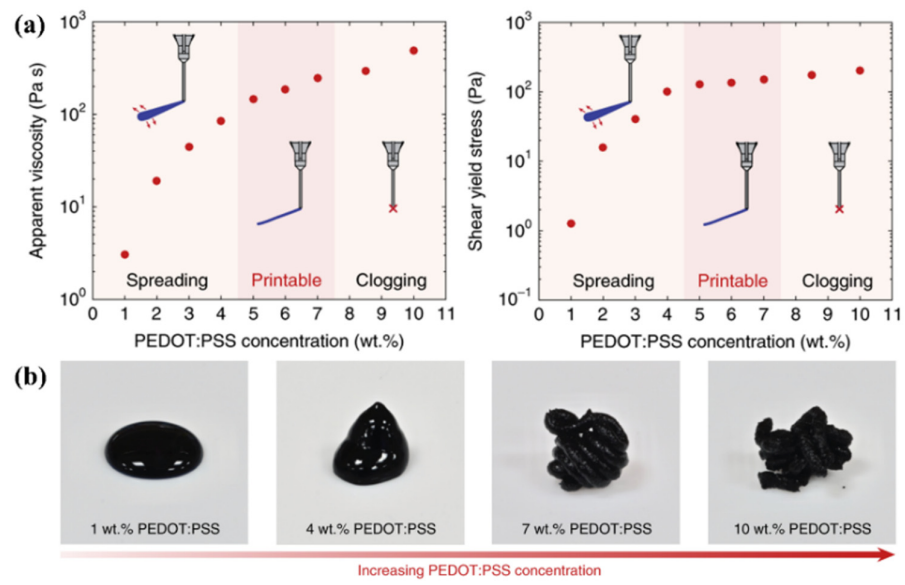 (a)
10³
10²
10¹
10⁰
Apparent viscosity (Pa s)
Spreading
Printable
Clogging
0 1 2 3 4 5 6 7 8 9 10 11
PEDOT:PSS concentration (wt.%)
10³
10²
10¹
10⁰
10⁻¹
Shear yield stress (Pa)
Spreading
Printable
Clogging
0 1 2 3 4 5 6 7 8 9 10 11
PEDOT:PSS concentration (wt.%)
(b)
1 wt.% PEDOT:PSS
4 wt.% PEDOT:PSS
7 wt.% PEDOT:PSS
10 wt.% PEDOT:PSS
Increasing PEDOT:PSS concentration